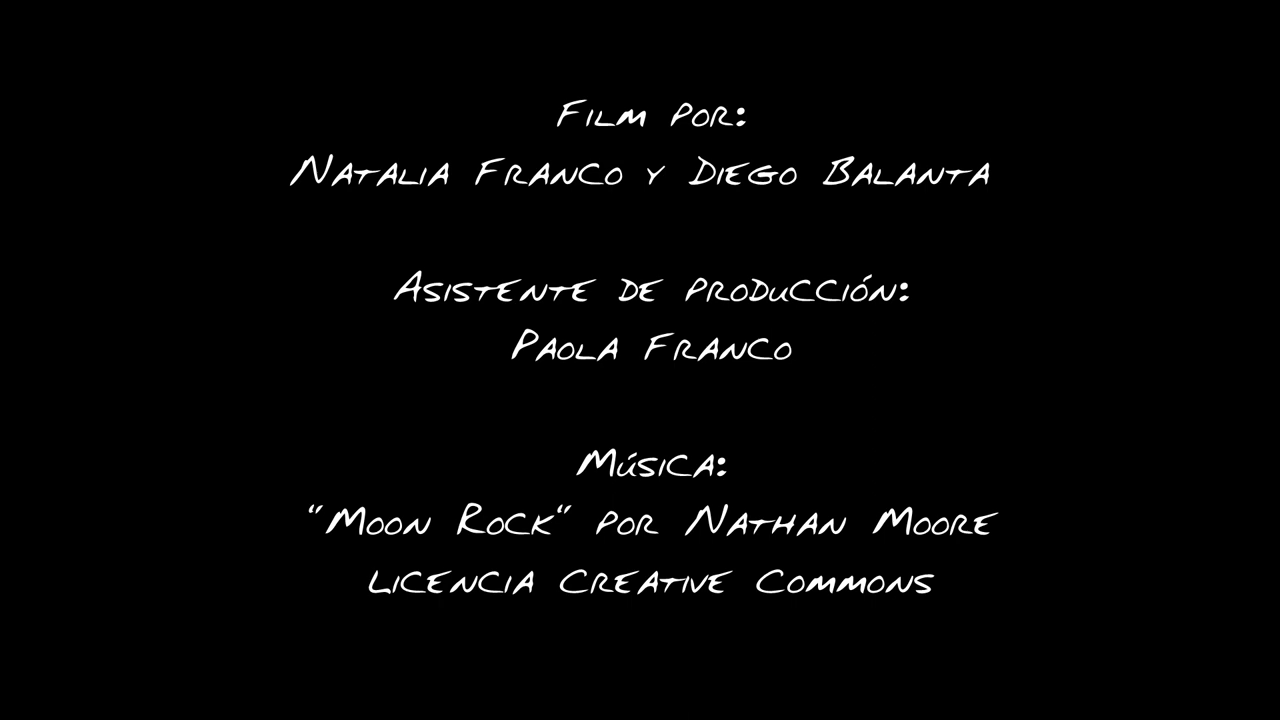 Film por:
Natalia Franco y Diego Balanta
Asistente de producción:
Paola Franco
Música:
"Moon Rock" por Nathan Moore
Licencia Creative Commons